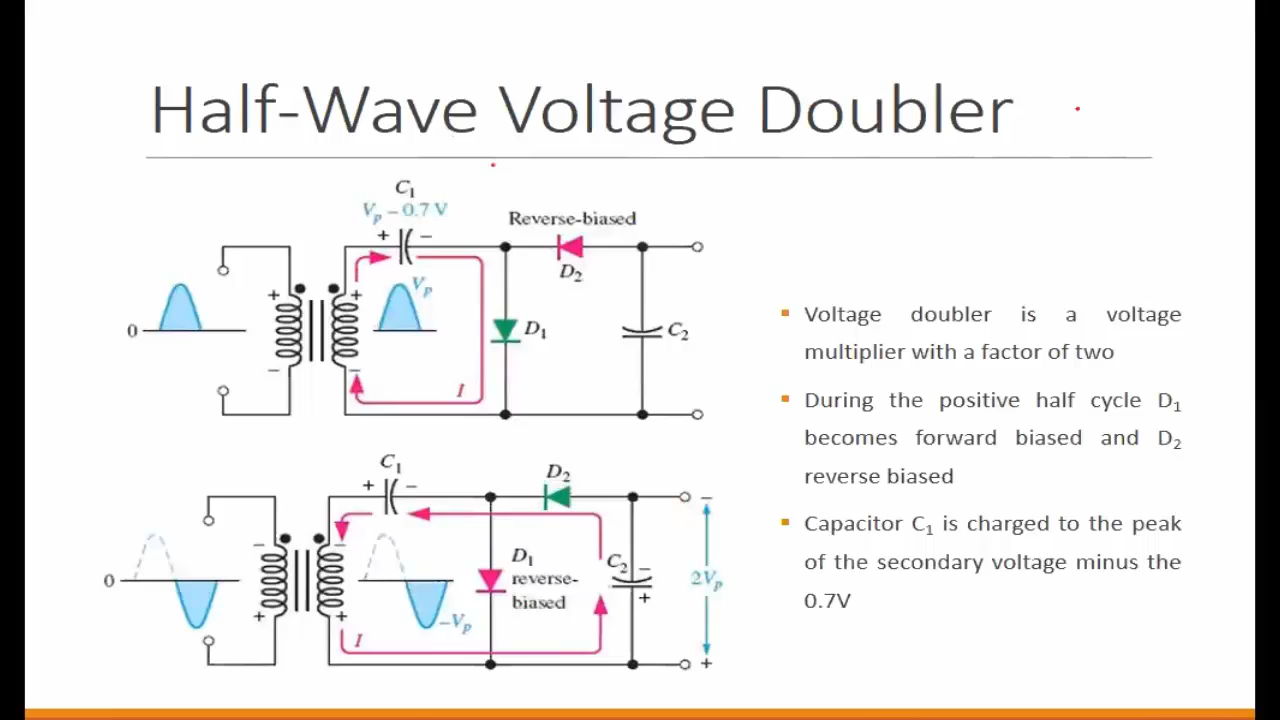 Half-Wave Voltage Doubler
C₁
Vₚ – 0.7 V
+ –
Reverse-biased
D₂
Vₚ
+ +
0
D₁
C₂
– –
I
▪ Voltage doubler is a voltage
multiplier with a factor of two
▪ During the positive half cycle D₁
becomes forward biased and D₂
reverse biased
▪ Capacitor C₁ is charged to the peak
of the secondary voltage minus the
0.7V
C₁
+ –
D₂
–
– –
0
D₁
reverse-
biased
C₂
–
+
2Vₚ
+ +
–Vₚ
I
+